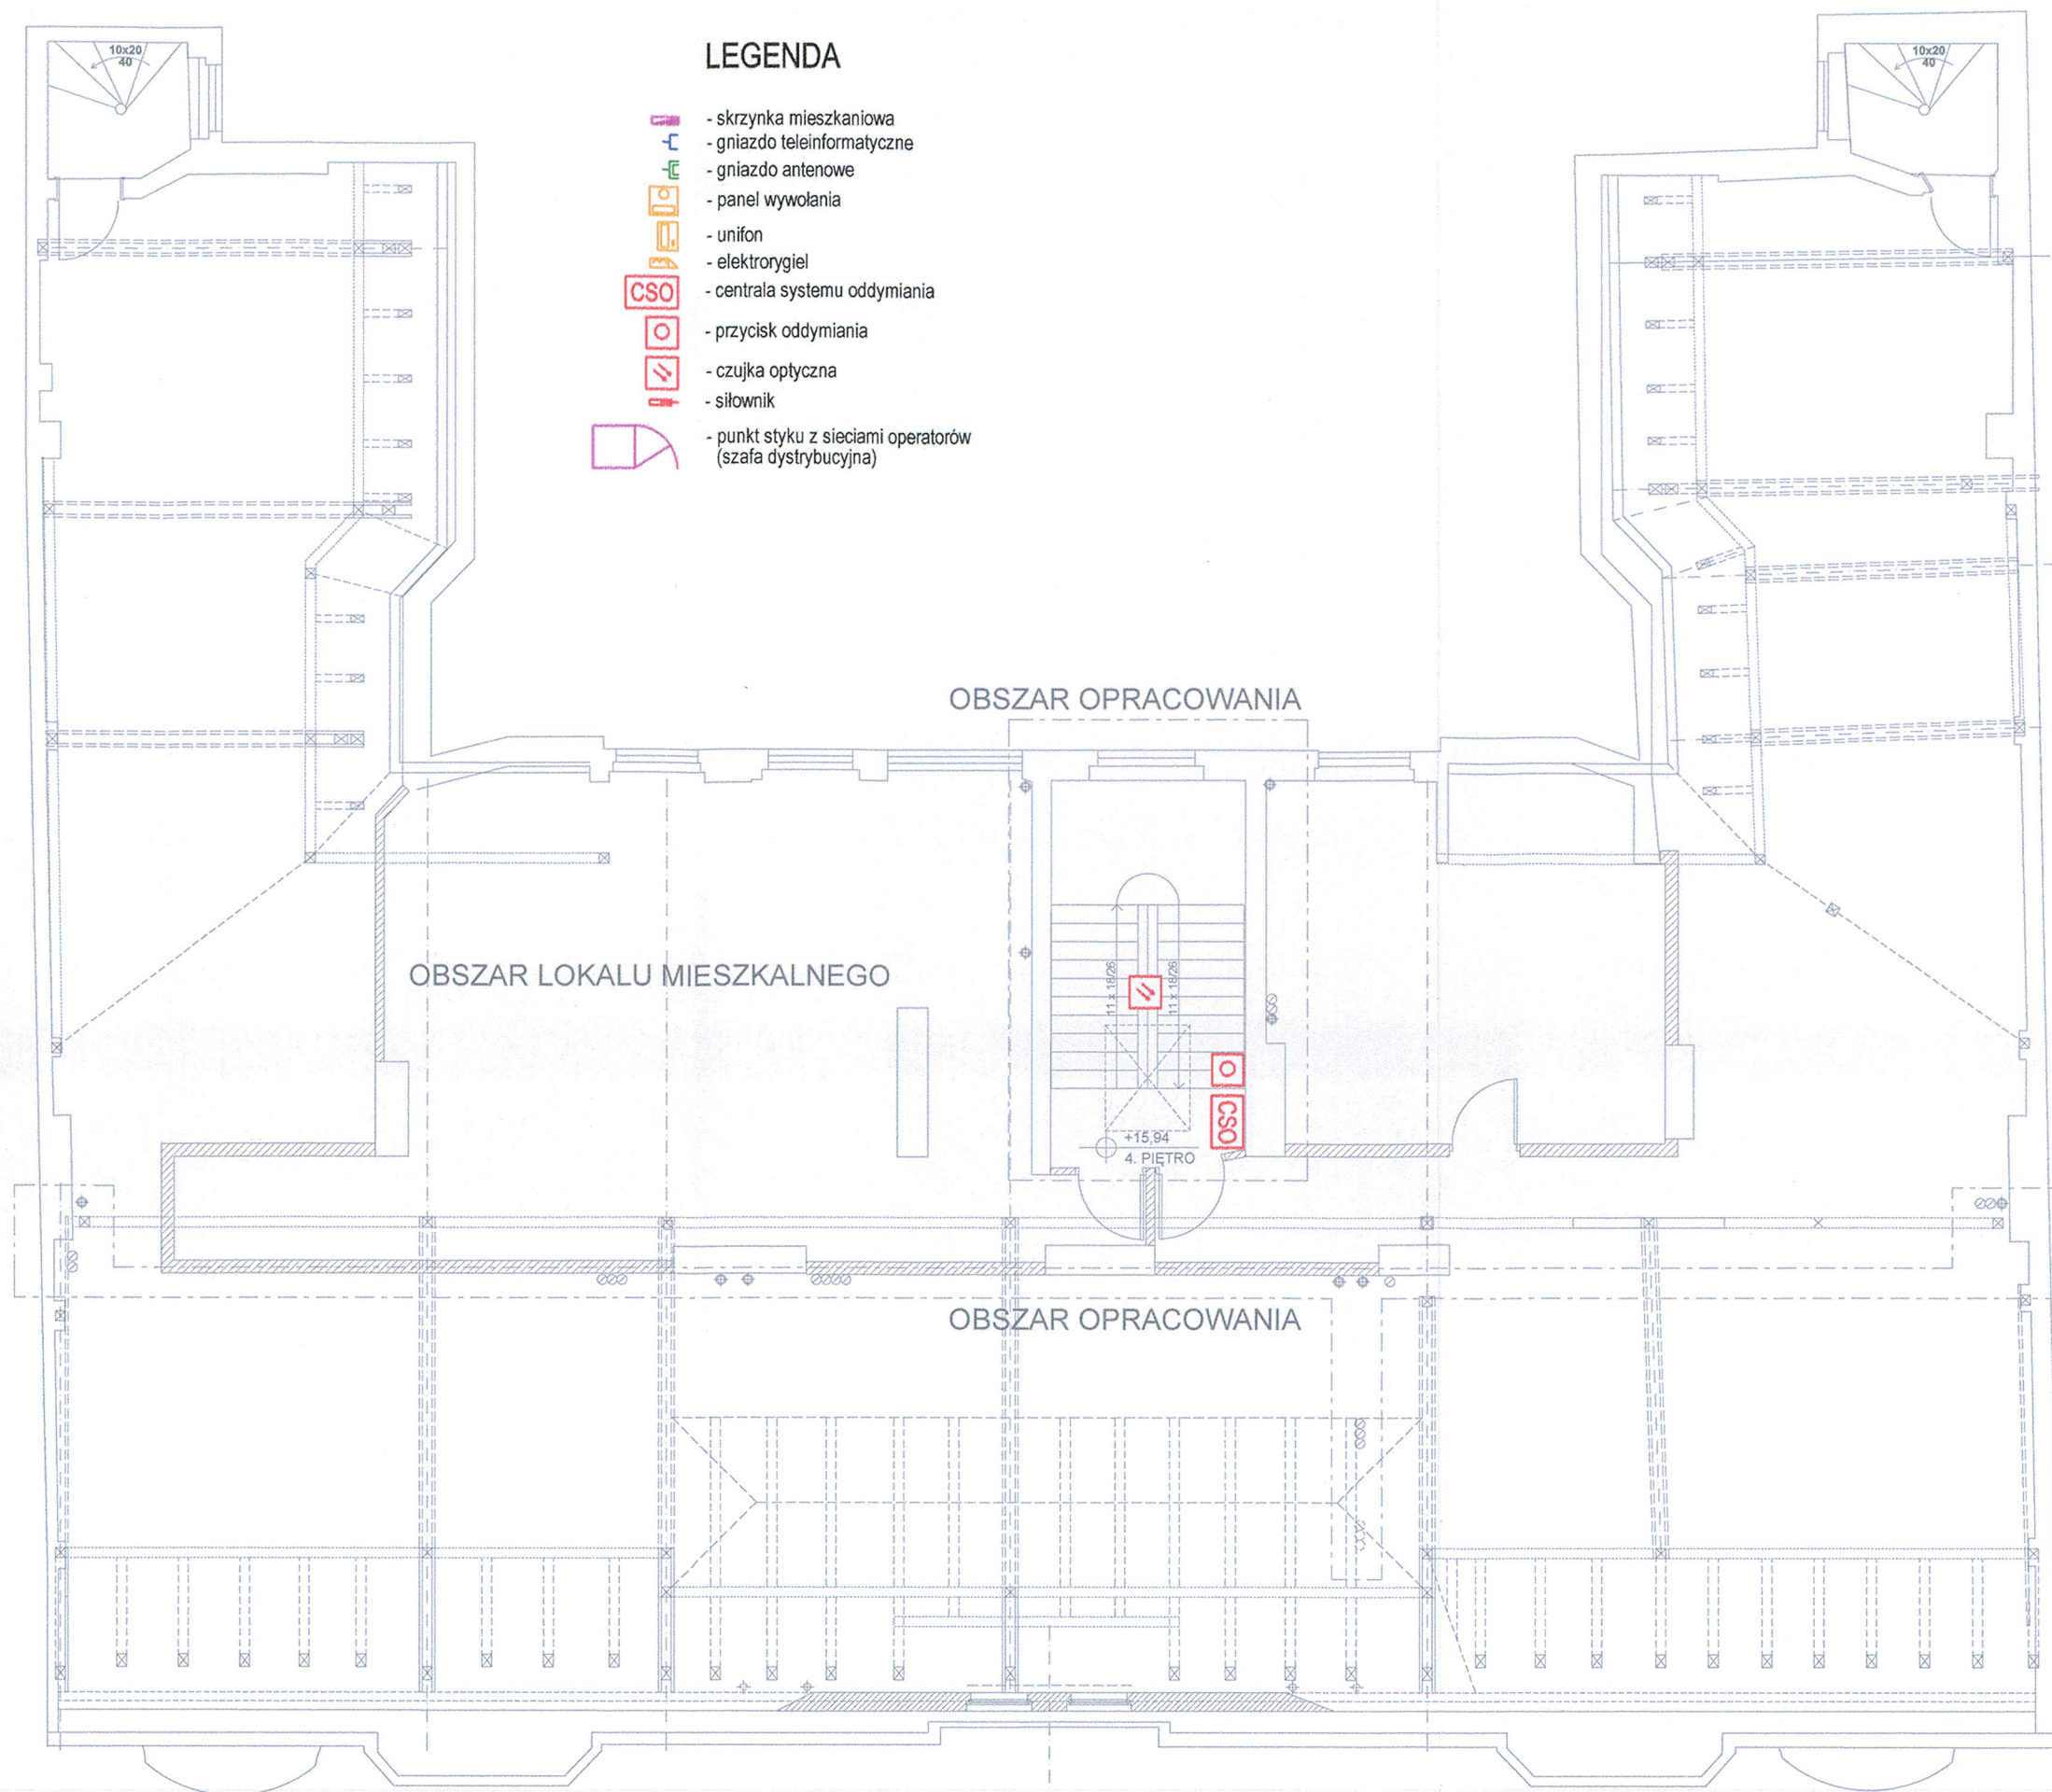 10x20
40
LEGENDA
10x20
40
- skrzynka mieszkaniowa
- gniazdo teleinformatyczne
- gniazdo antenowe
- panel wywołania
- unifon
- elektrorygiel
CSO - centrala systemu oddymiania
- przycisk oddymiania
- czujka optyczna
- siłownik
- punkt styku z sieciami operatorów
(szafa dystrybucyjna)
OBSZAR OPRACOWANIA
OBSZAR LOKALU MIESZKALNEGO
11 x 18/26
11 x 18/26
CSO
+15,94
4. PIĘTRO
OBSZAR OPRACOWANIA